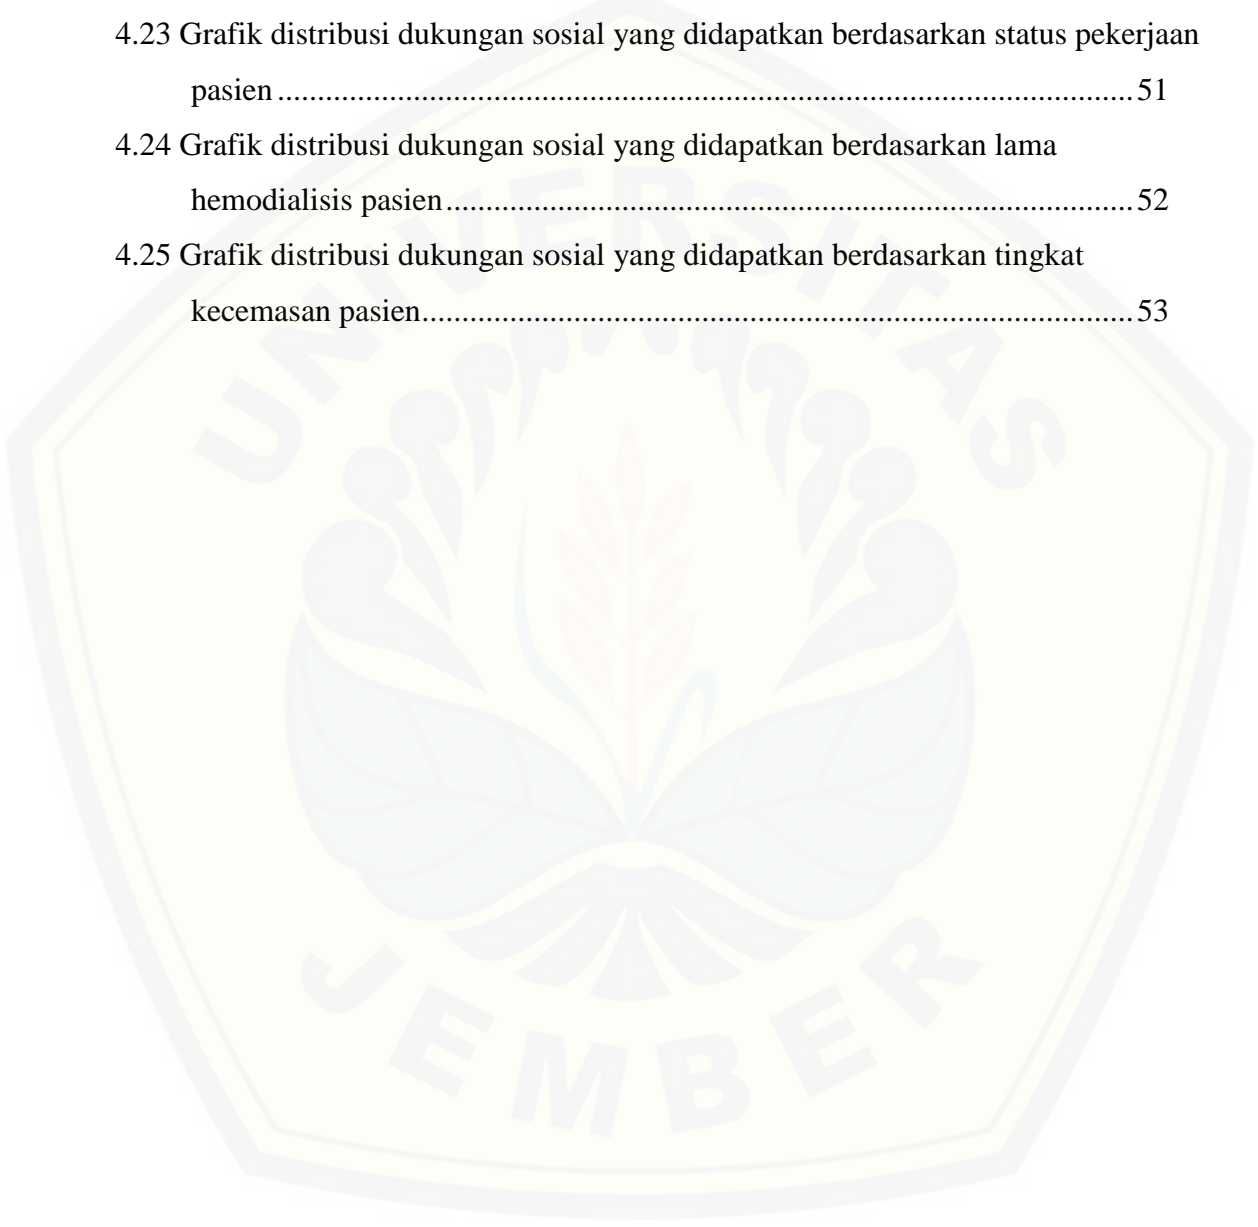 4.23 Grafik distribusi dukungan sosial yang didapatkan berdasarkan status pekerjaan
pasien ............................................................................................................ 51
4.24 Grafik distribusi dukungan sosial yang didapatkan berdasarkan lama
hemodialisis pasien ....................................................................................... 52
4.25 Grafik distribusi dukungan sosial yang didapatkan berdasarkan tingkat
kecemasan pasien .......................................................................................... 53
UNIVERSITAS
JEMBER